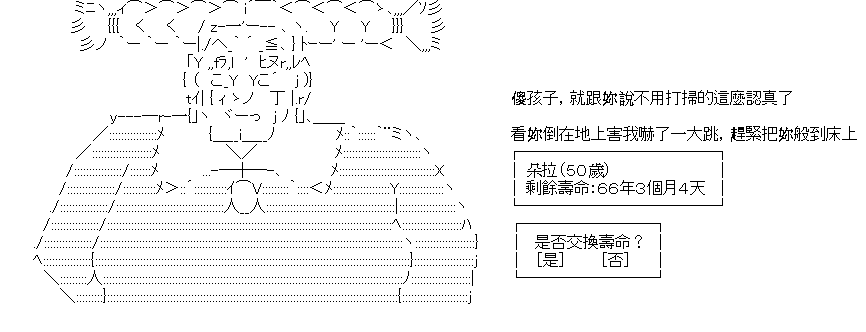 傻孩子，就跟妳說不用打掃的這麼認真了
看妳倒在地上害我嚇了一大跳，趕緊把妳般到床上
朵拉(50歲)
剩餘壽命:66年3個月4天
是否交換壽命？
[是] [否]